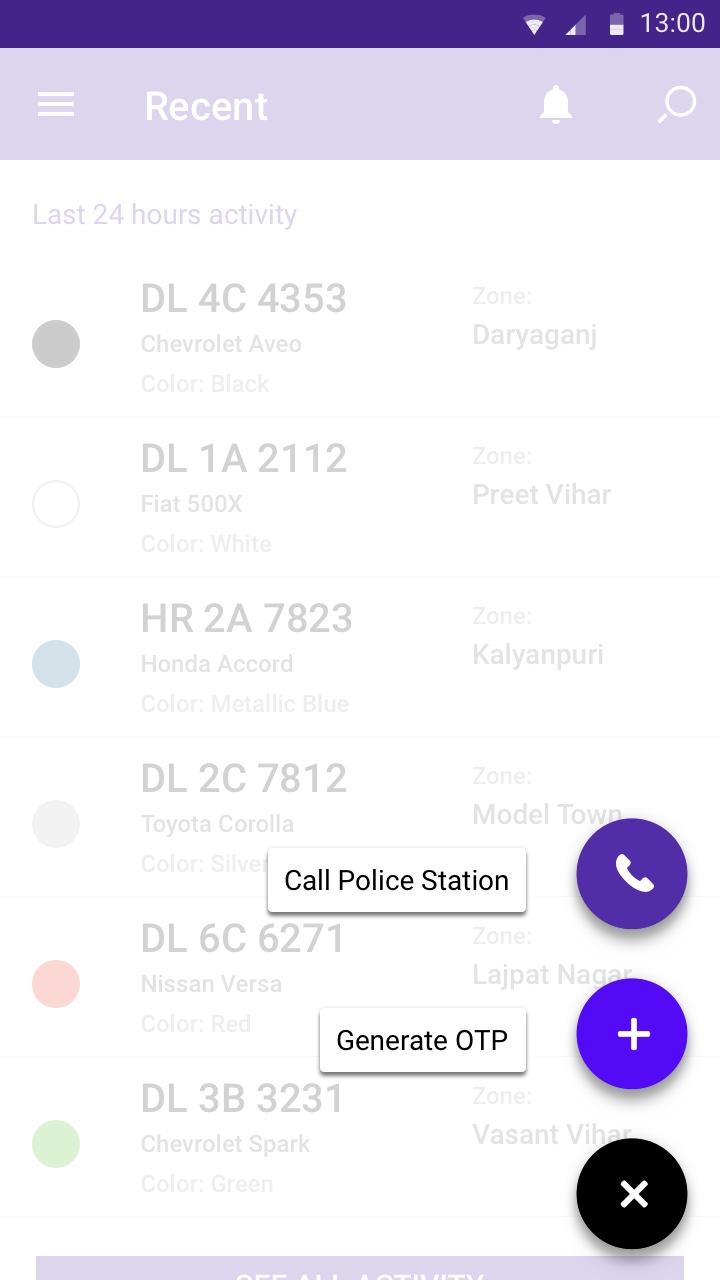 13:00
Recent
Last 24 hours activity
DL 4C 4353
Chevrolet Aveo
Color: Black
Zone:
Daryaganj
DL 1A 2112
Fiat 500X
Color: White
Zone:
Preet Vihar
HR 2A 7823
Honda Accord
Color: Metallic Blue
Zone:
Kalyanpuri
DL 2C 7812
Toyota Corolla
Color: Silver
Zone:
Model Town
Call Police Station
DL 6C 6271
Nissan Versa
Color: Red
Zone:
Lajpat Nagar
Generate OTP
DL 3B 3231
Chevrolet Spark
Color: Green
Zone:
Vasant Vihar
SEE ALL ACTIVITY